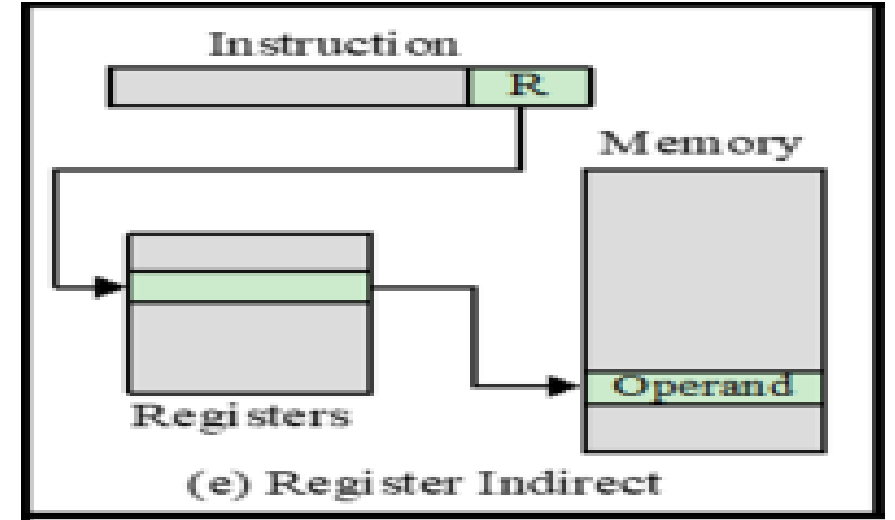 Instruction
R
Memory
Operand
Registers
(e) Register Indirect